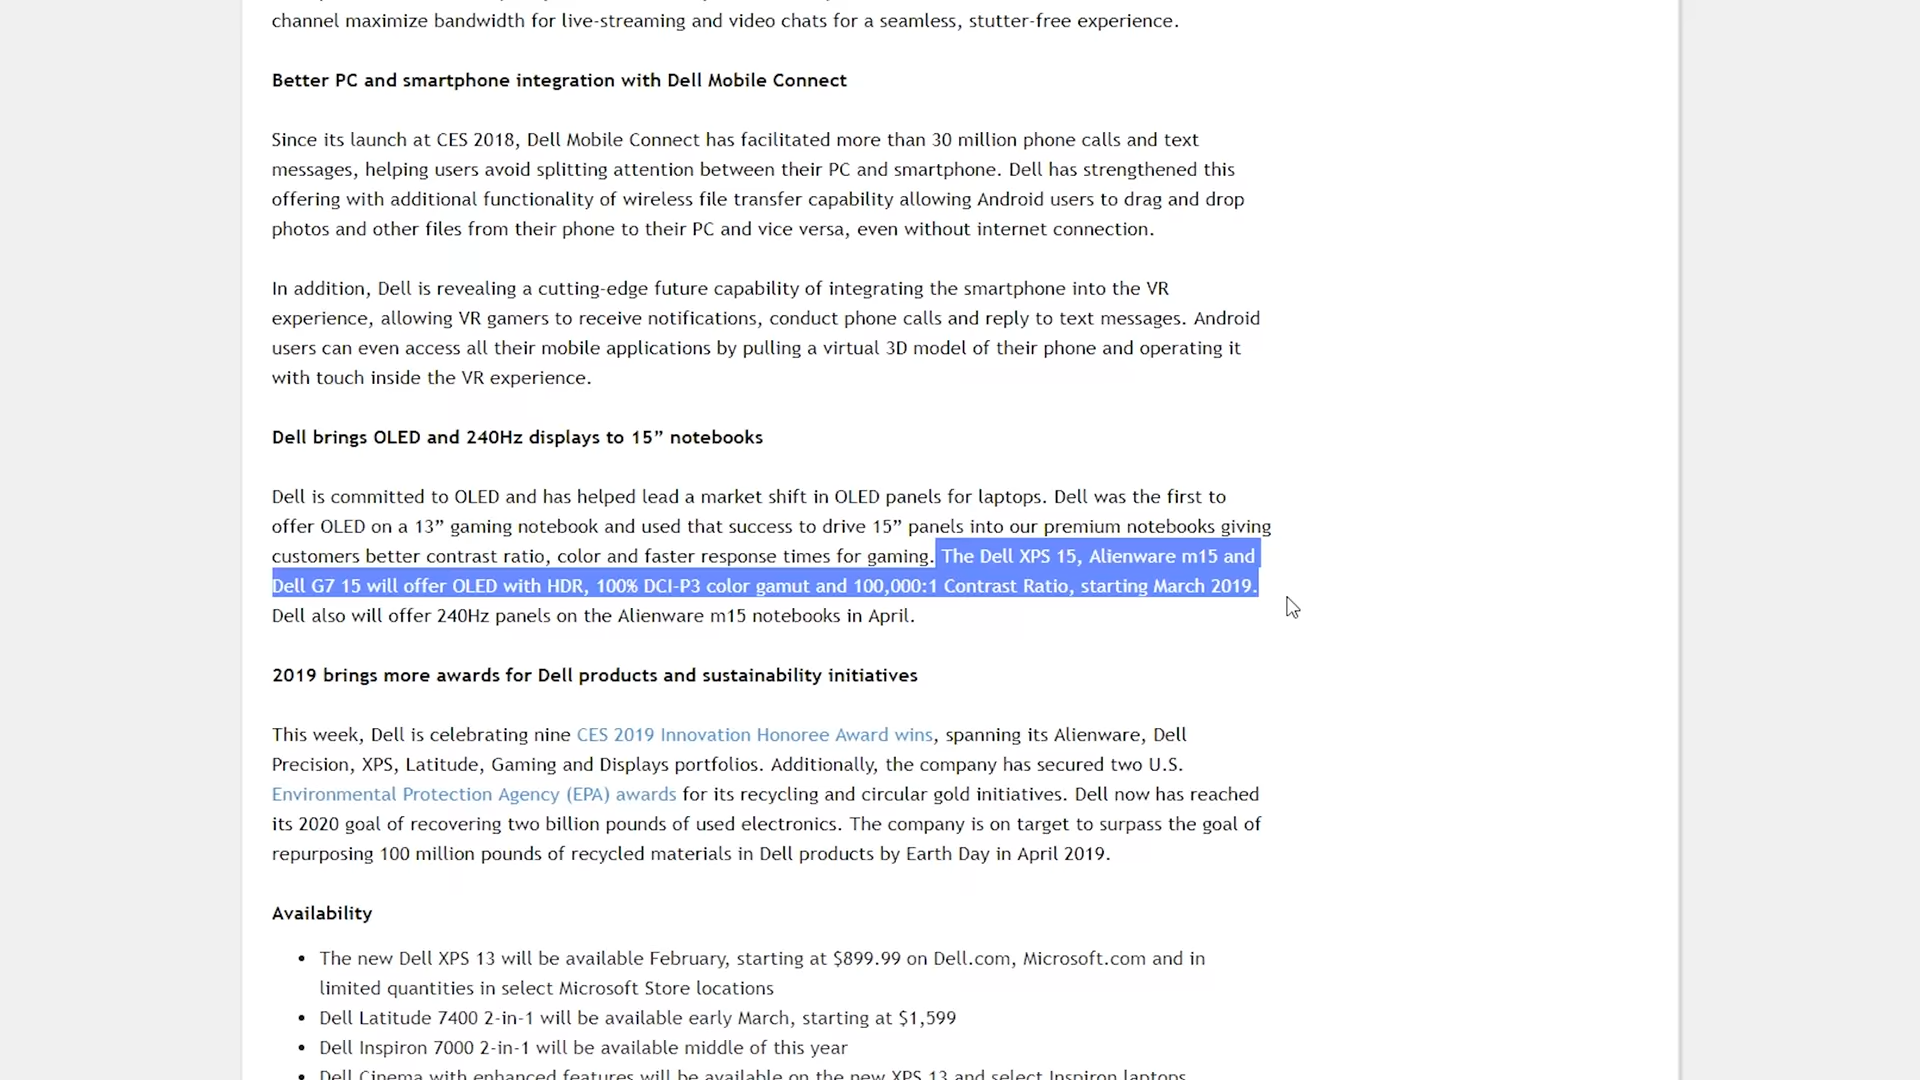 channel maximize bandwidth for live-streaming and video chats for a seamless, stutter-free experience.
Better PC and smartphone integration with Dell Mobile Connect
Since its launch at CES 2018, Dell Mobile Connect has facilitated more than 30 million phone calls and text
messages, helping users avoid splitting attention between their PC and smartphone. Dell has strengthened this
offering with additional functionality of wireless file transfer capability allowing Android users to drag and drop
photos and other files from their phone to their PC and vice versa, even without internet connection.
In addition, Dell is revealing a cutting-edge future capability of integrating the smartphone into the VR
experience, allowing VR gamers to receive notifications, conduct phone calls and reply to text messages. Android
users can even access all their mobile applications by pulling a virtual 3D model of their phone and operating it
with touch inside the VR experience.
Dell brings OLED and 240Hz displays to 15” notebooks
Dell is committed to OLED and has helped lead a market shift in OLED panels for laptops. Dell was the first to
offer OLED on a 13” gaming notebook and used that success to drive 15” panels into our premium notebooks giving
customers better contrast ratio, color and faster response times for gaming. The Dell XPS 15, Alienware m15 and
Dell G7 15 will offer OLED with HDR, 100% DCI-P3 color gamut and 100,000:1 Contrast Ratio, starting March 2019.
Dell also will offer 240Hz panels on the Alienware m15 notebooks in April.
2019 brings more awards for Dell products and sustainability initiatives
This week, Dell is celebrating nine CES 2019 Innovation Honoree Award wins, spanning its Alienware, Dell
Precision, XPS, Latitude, Gaming and Displays portfolios. Additionally, the company has secured two U.S.
Environmental Protection Agency (EPA) awards for its recycling and circular gold initiatives. Dell now has reached
its 2020 goal of recovering two billion pounds of used electronics. The company is on target to surpass the goal of
repurposing 100 million pounds of recycled materials in Dell products by Earth Day in April 2019.
Availability
• The new Dell XPS 13 will be available February, starting at $899.99 on Dell.com, Microsoft.com and in
limited quantities in select Microsoft Store locations
• Dell Latitude 7400 2-in-1 will be available early March, starting at $1,599
• Dell Inspiron 7000 2-in-1 will be available middle of this year
• Dell Cinema with enhanced features will be available on the new XPS 13 and select Inspiron laptops